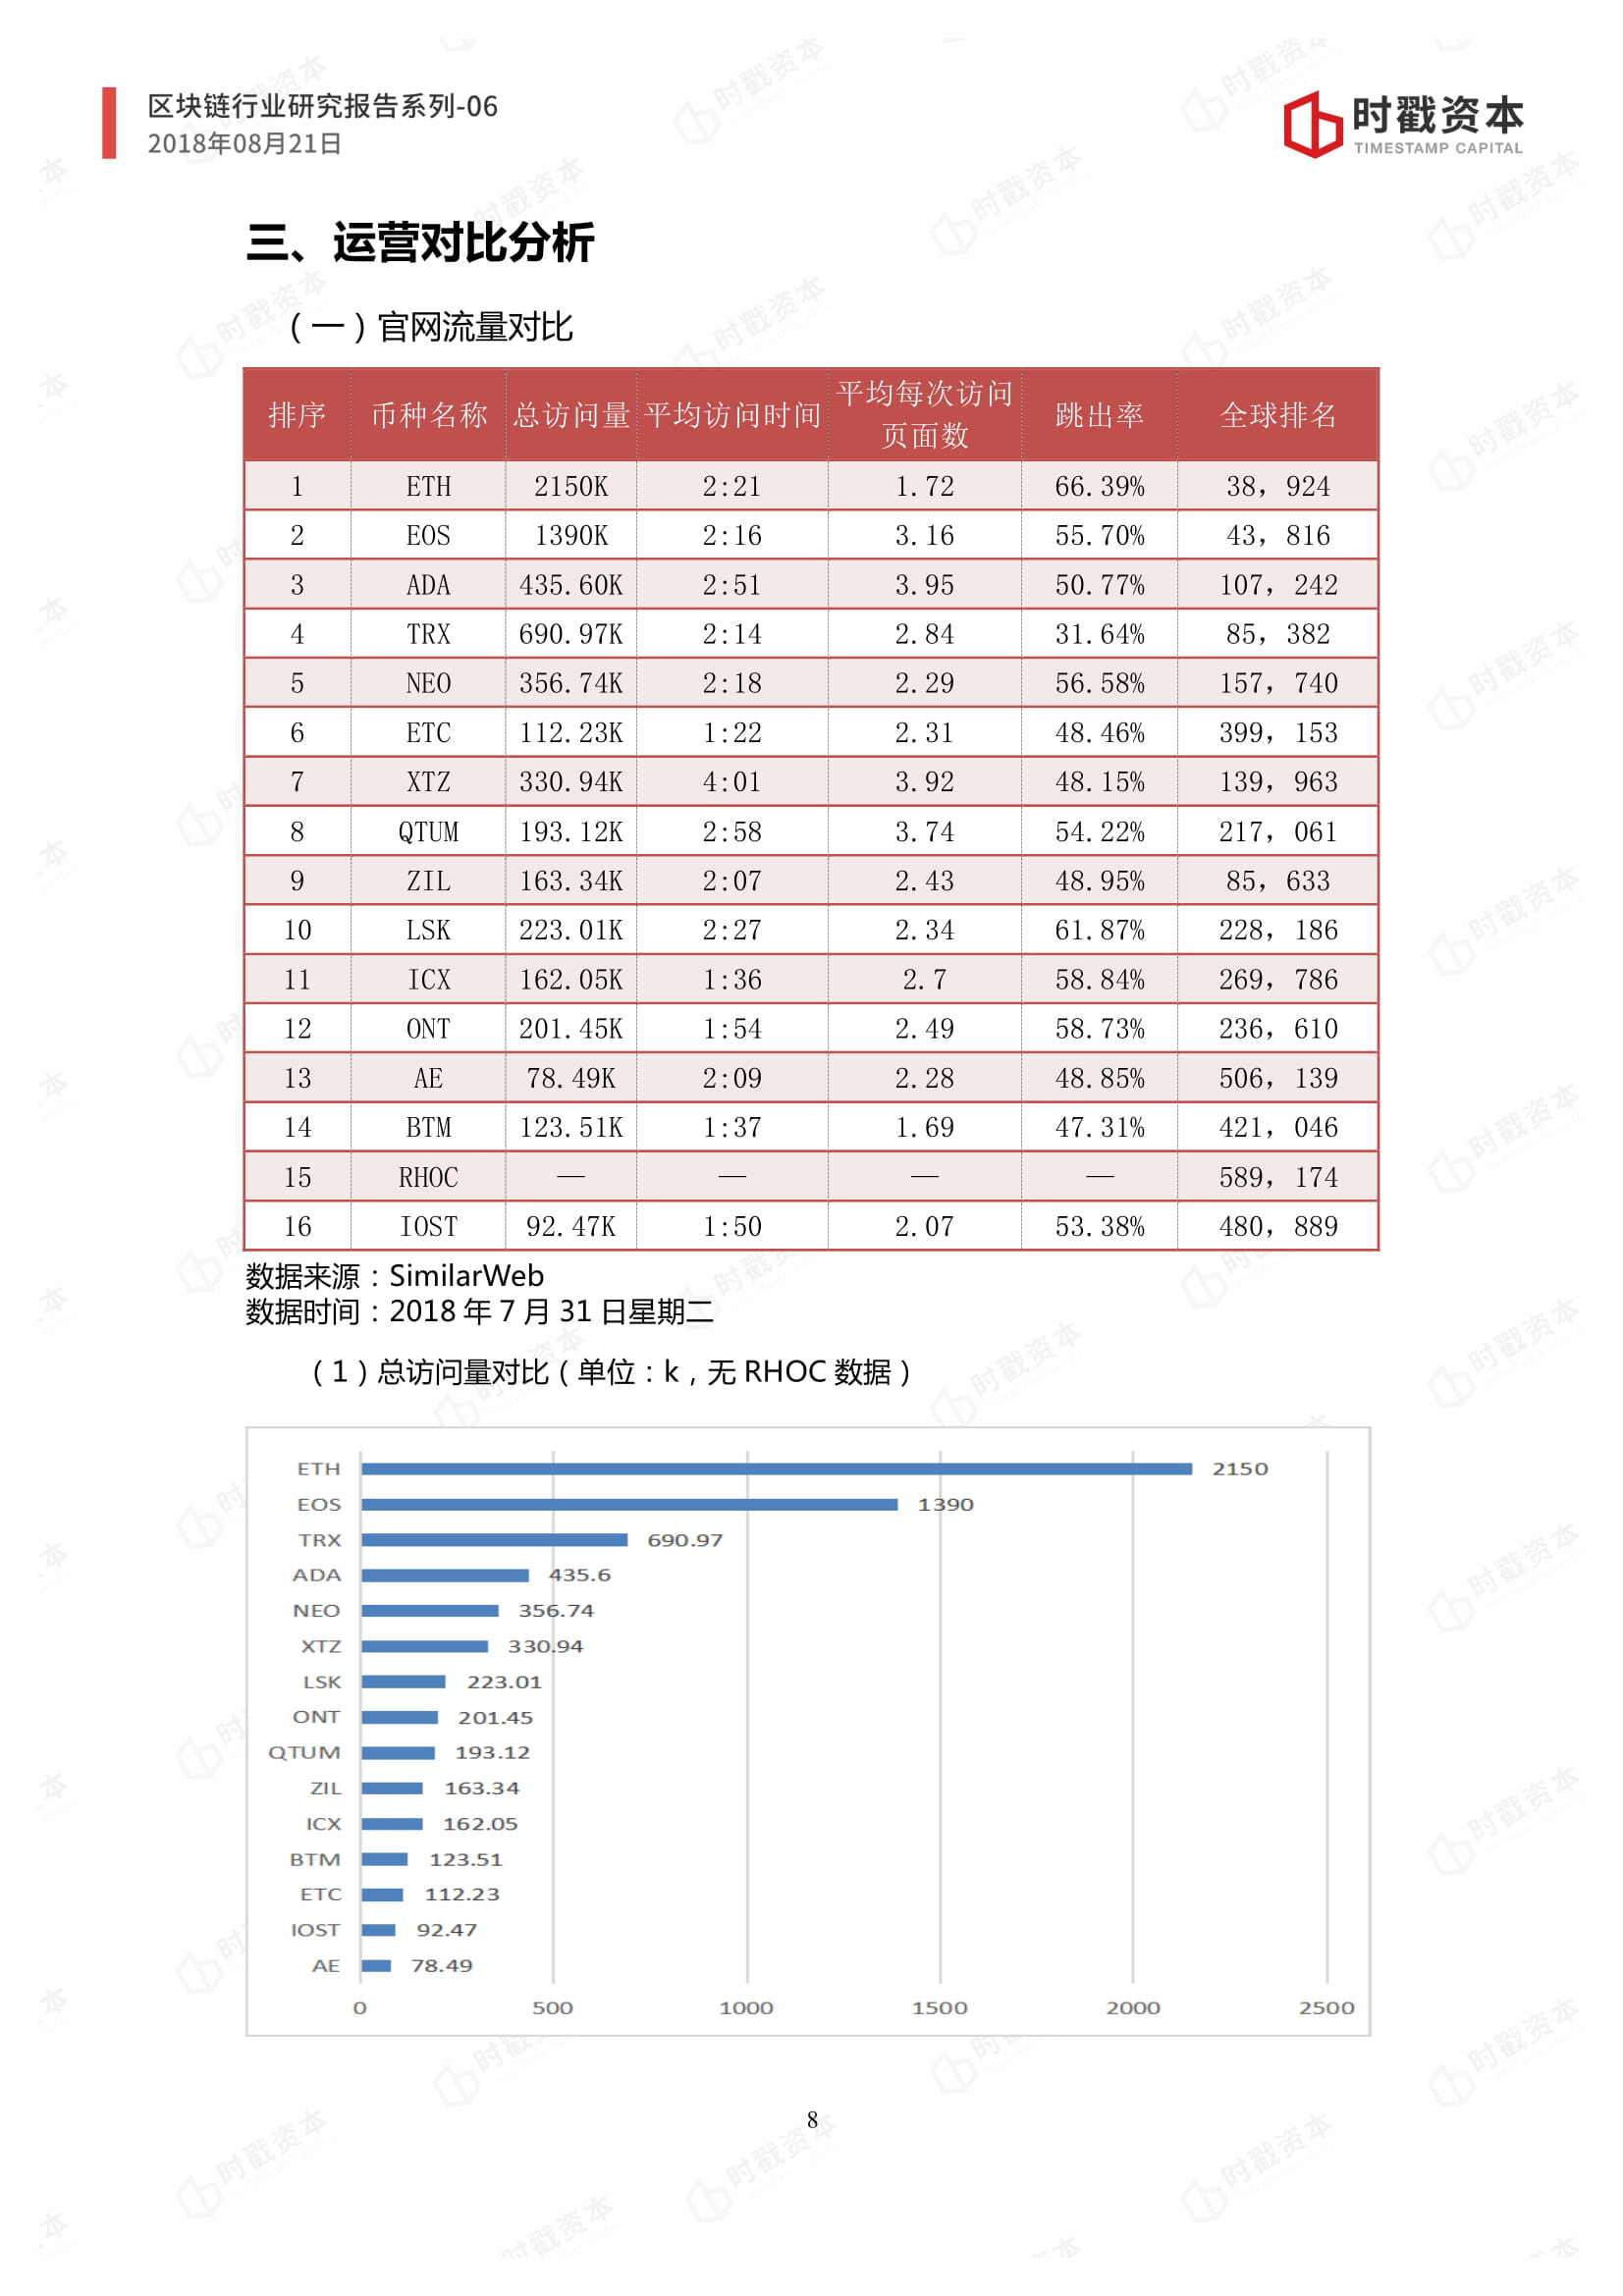 区块链行业研究报告系列-06
2018年08月21日
时戳资本
TIMESTAMP CAPITAL
三、运营对比分析
（一）官网流量对比
排序 币种名称 总访问量 平均访问时间 平均每次访问页面数 跳出率 全球排名
1 ETH 2150K 2:21 1.72 66.39% 38，924
2 EOS 1390K 2:16 3.16 55.70% 43，816
3 ADA 435.60K 2:51 3.95 50.77% 107，242
4 TRX 690.97K 2:14 2.84 31.64% 85，382
5 NEO 356.74K 2:18 2.29 56.58% 157，740
6 ETC 112.23K 1:22 2.31 48.46% 399，153
7 XTZ 330.94K 4:01 3.92 48.15% 139，963
8 QTUM 193.12K 2:58 3.74 54.22% 217，061
9 ZIL 163.34K 2:07 2.43 48.95% 85，633
10 LSK 223.01K 2:27 2.34 61.87% 228，186
11 ICX 162.05K 1:36 2.7 58.84% 269，786
12 ONT 201.45K 1:54 2.49 58.73% 236，610
13 AE 78.49K 2:09 2.28 48.85% 506，139
14 BTM 123.51K 1:37 1.69 47.31% 421，046
15 RHOC — — — — 589，174
16 IOST 92.47K 1:50 2.07 53.38% 480，889
数据来源：SimilarWeb
数据时间：2018 年 7 月 31 日星期二
（1）总访问量对比（单位：k，无 RHOC 数据）
ETH 2150
EOS 1390
TRX 690.97
ADA 435.6
NEO 356.74
XTZ 330.94
LSK 223.01
ONT 201.45
QTUM 193.12
ZIL 163.34
ICX 162.05
BTM 123.51
ETC 112.23
IOST 92.47
AE 78.49
0 500 1000 1500 2000 2500
8